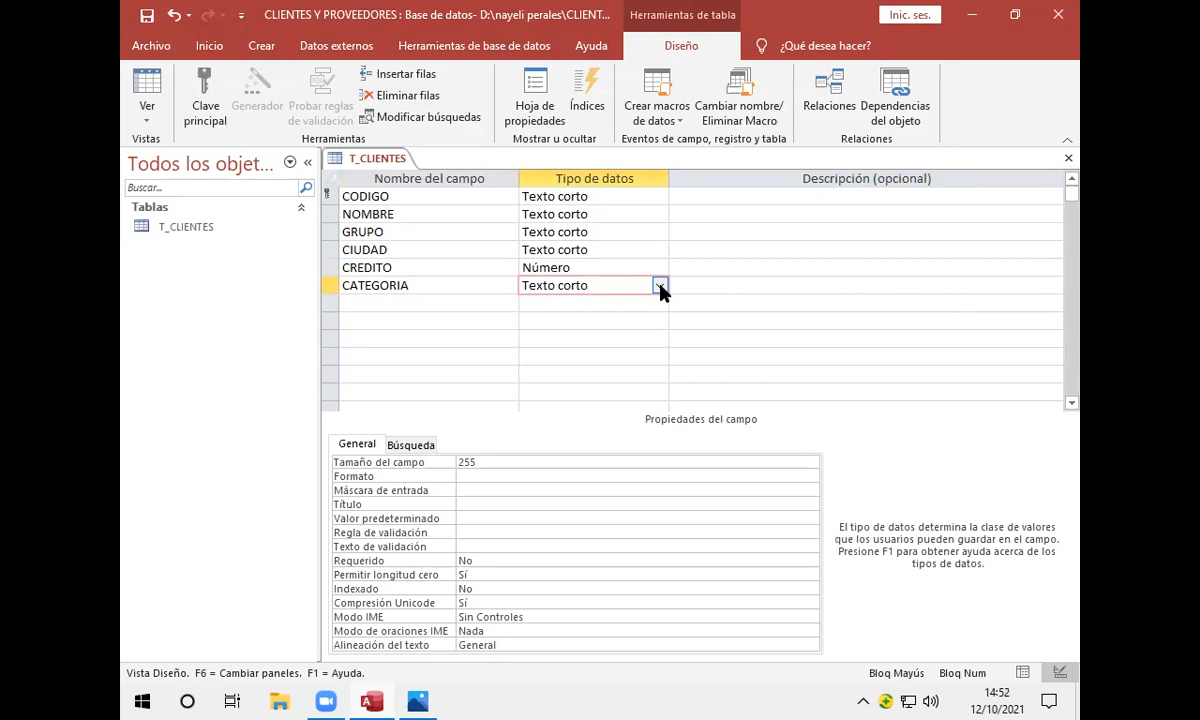 CLIENTES Y PROVEEDORES : Base de datos- D:\nayeli perales\CLIENT...
Herramientas de tabla
Inic. ses.
Archivo
Inicio
Crear
Datos externos
Herramientas de base de datos
Ayuda
Diseño
¿Qué desea hacer?
Ver
Clave principal
Generador
Probar reglas de validación
Insertar filas
Eliminar filas
Modificar búsquedas
Hoja de propiedades
Índices
Crear macros de datos
Cambiar nombre/ Eliminar Macro
Relaciones
Dependencias del objeto
Vistas
Herramientas
Mostrar u ocultar
Eventos de campo, registro y tabla
Relaciones
Todos los objet...
Buscar...
Tablas
T_CLIENTES
T_CLIENTES
Nombre del campo Tipo de datos Descripción (opcional)
CODIGO Texto corto
NOMBRE Texto corto
GRUPO Texto corto
CIUDAD Texto corto
CREDITO Número
CATEGORIA Texto corto
Propiedades del campo
General Búsqueda
Tamaño del campo 255
Formato
Máscara de entrada
Título
Valor predeterminado
Regla de validación
Texto de validación
Requerido No
Permitir longitud cero Sí
Indexado No
Compresión Unicode Sí
Modo IME Sin Controles
Modo de oraciones IME Nada
Alineación del texto General
El tipo de datos determina la clase de valores
que los usuarios pueden guardar en el campo.
Presione F1 para obtener ayuda acerca de los
tipos de datos.
Vista Diseño. F6 = Cambiar paneles. F1 = Ayuda.
Bloq Mayús Bloq Num
14:52
12/10/2021